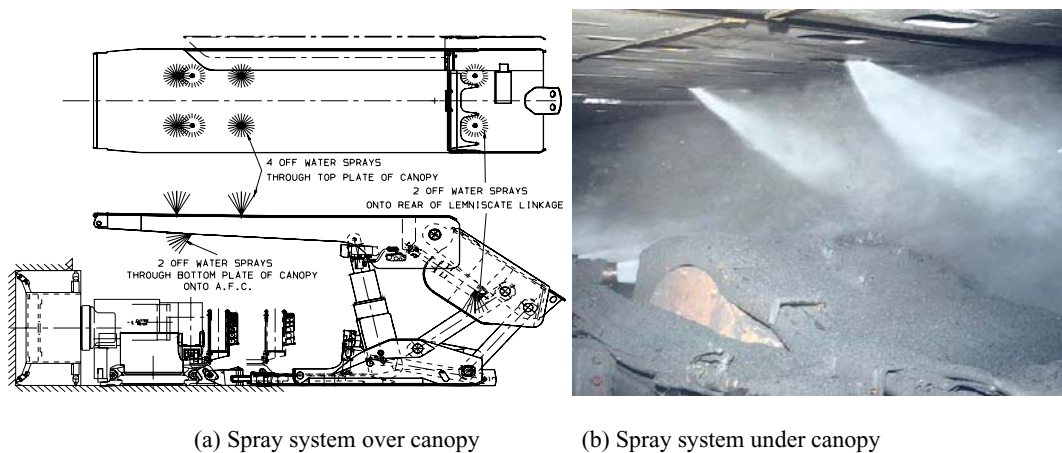 4 OFF WATER SPRAYS
THROUGH TOP PLATE OF CANOPY
2 OFF WATER SPRAYS
ONTO REAR OF LEMNISCATE LINKAGE
2 OFF WATER SPRAYS
THROUGH BOTTOM PLATE OF CANOPY
ONTO A.F.C.
(a) Spray system over canopy
(b) Spray system under canopy